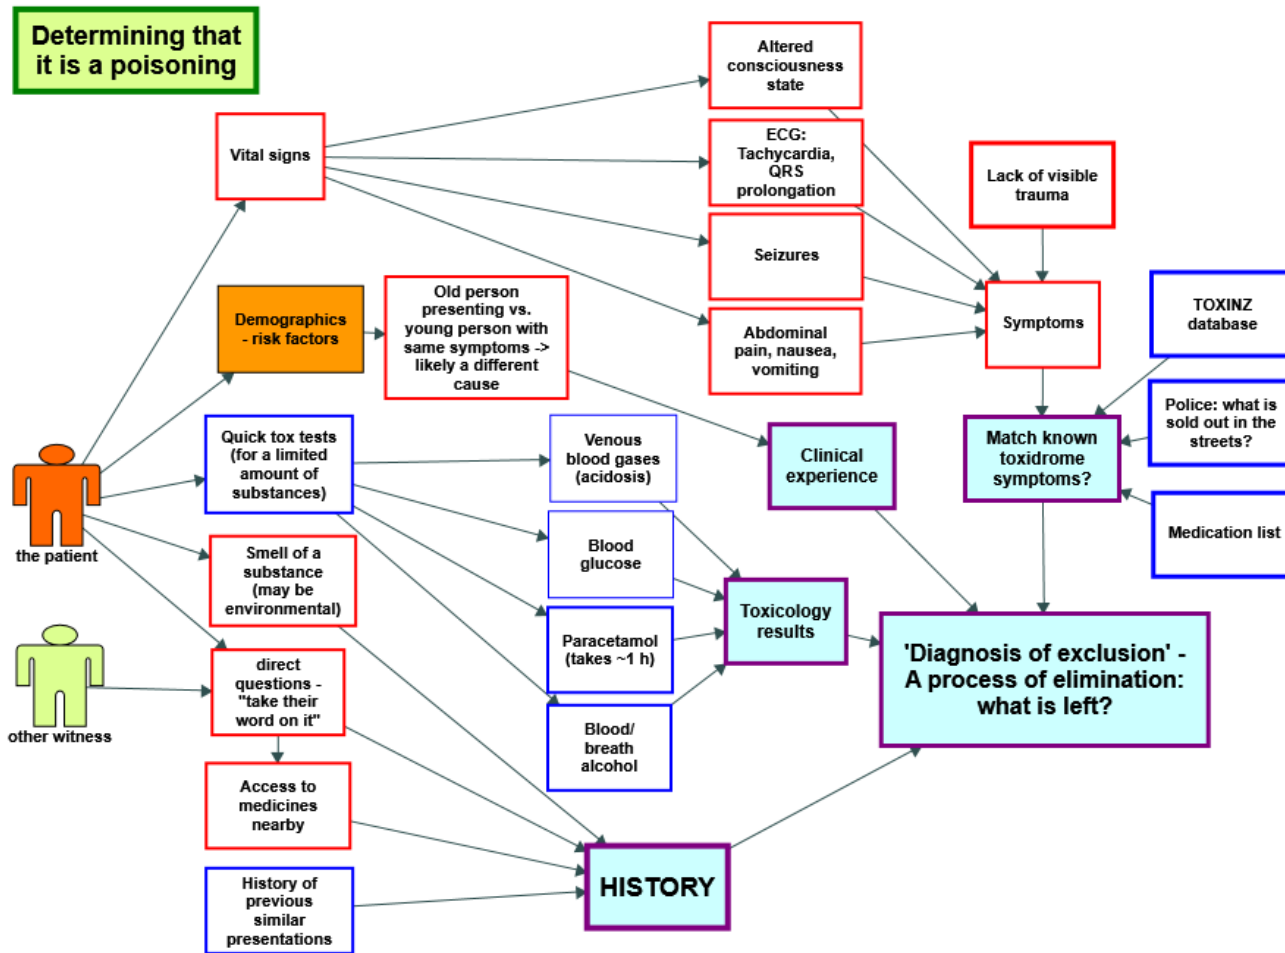 Determining that
it is a poisoning
Vital signs
Altered
consciousness
state
ECG:
Tachycardia,
QRS
prolongation
Seizures
Abdominal
pain, nausea,
vomiting
Lack of visible
trauma
Symptoms
TOXINZ
database
Police: what is
sold out in the
streets?
Medication list
Match known
toxidrome
symptoms?
Demographics
- risk factors
Old person
presenting vs.
young person with
same symptoms ->
likely a different
cause
Clinical
experience
Quick tox tests
(for a limited
amount of
substances)
Venous
blood gases
(acidosis)
Blood
glucose
Paracetamol
(takes ~1 h)
Blood/
breath
alcohol
Toxicology
results
the patient
Smell of a
substance
(may be
environmental)
other witness
direct
questions -
"take their
word on it"
Access to
medicines
nearby
History of
previous
similar
presentations
HISTORY
'Diagnosis of exclusion' -
A process of elimination:
what is left?